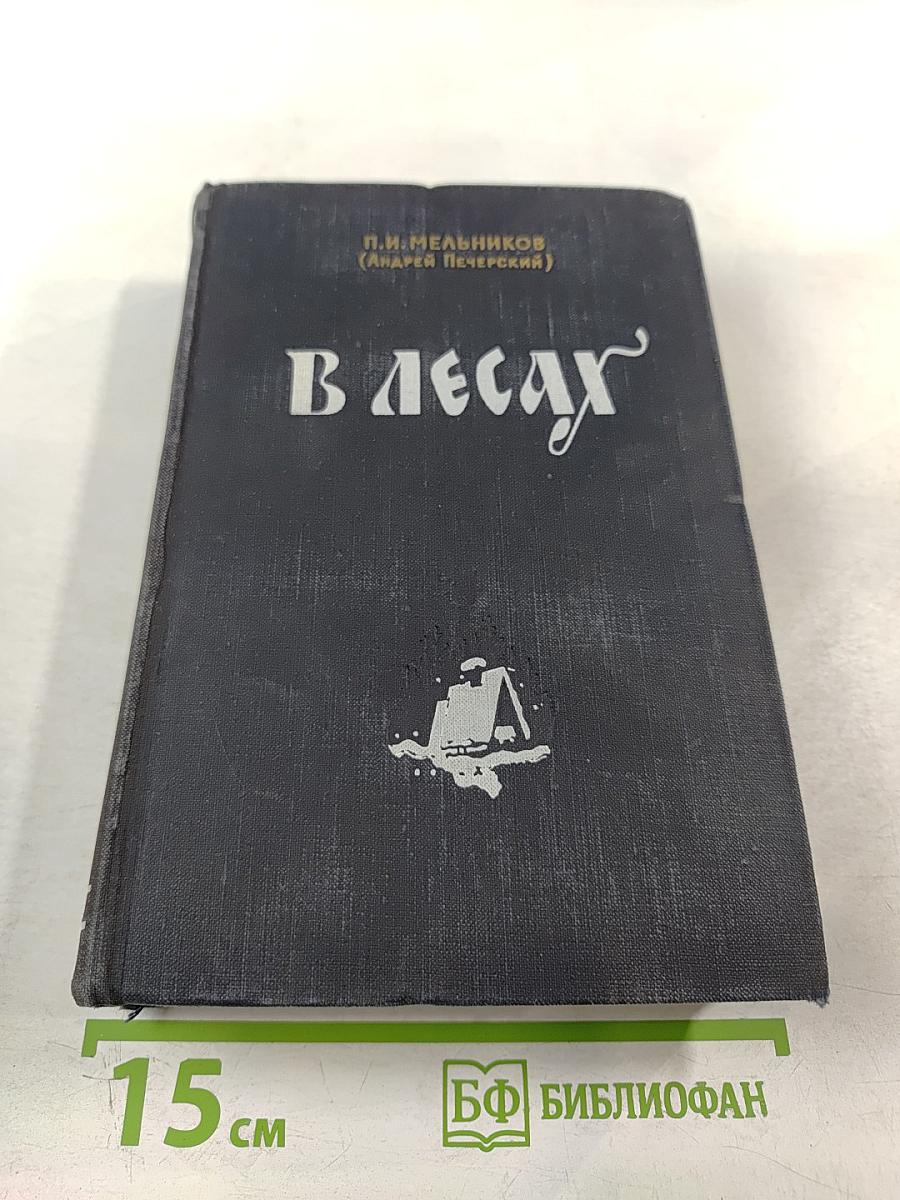 П.И. МЕЛЬНИКОВ
(АНДРЕЙ ПЕЧЕРСКИЙ)
В ЛЕСАХ
15 см
БФ БИБЛИОФАН